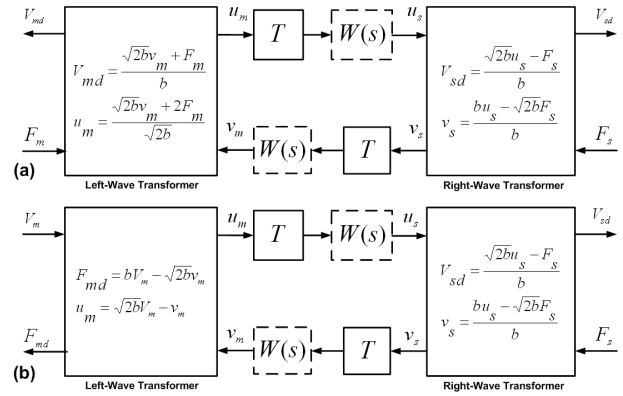 V_md u_m T W(s) u_s V_sd
V_md = (√2b v_m + F_m) / b
u_m = (√2b v_m + 2F_m) / √2b
V_sd = (√2b u_s − F_s) / b
v_s = (bu_s − √2b F_s) / b
F_m v_m W(s) T v_s F_s
(a) Left-Wave Transformer Right-Wave Transformer
V_m u_m T W(s) u_s V_sd
F_md = bV_m − √2b v_m
u_m = √2b V_m − v_m
V_sd = (√2b u_s − F_s) / b
v_s = (bu_s − √2b F_s) / b
F_md v_m W(s) T v_s F_s
(b) Left-Wave Transformer Right-Wave Transformer